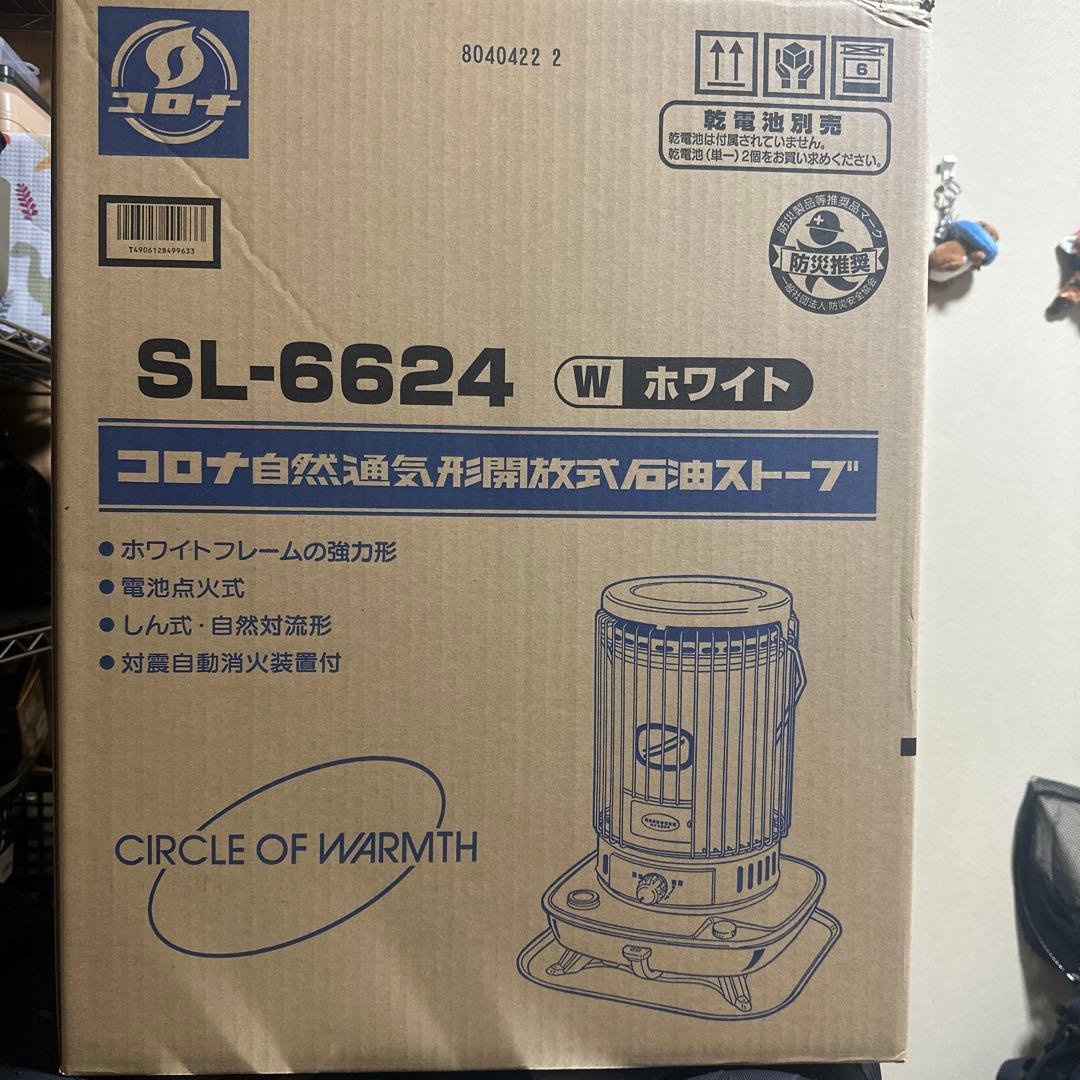 コロナ
8040422 2
6
乾電池別売
乾電池は付属されていません。
乾電池(単一)2個をお買い求めください。
T4906128499633
防災製品等推奨品マーク
防災推奨
一般社団法人 防災安全協会
SL-6624
W ホワイト
コロナ自然通気形開放式石油ストーブ
●ホワイトフレームの強力形
●電池点火式
●しん式・自然対流形
●対震自動消火装置付
CIRCLE OF WARMTH